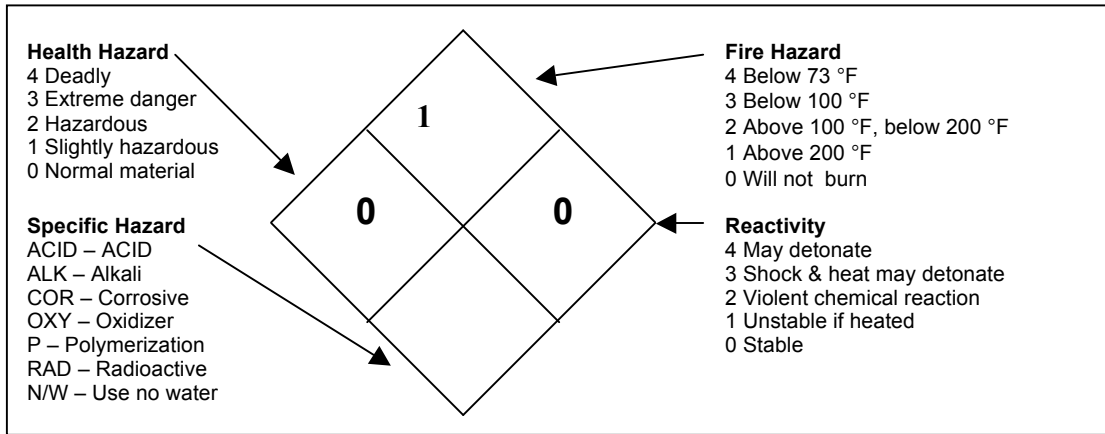 Health Hazard
4 Deadly
3 Extreme danger
2 Hazardous
1 Slightly hazardous
0 Normal material
Specific Hazard
ACID – ACID
ALK – Alkali
COR – Corrosive
OXY – Oxidizer
P – Polymerization
RAD – Radioactive
N/W – Use no water
1
0
0
Fire Hazard
4 Below 73 °F
3 Below 100 °F
2 Above 100 °F, below 200 °F
1 Above 200 °F
0 Will not burn
Reactivity
4 May detonate
3 Shock & heat may detonate
2 Violent chemical reaction
1 Unstable if heated
0 Stable